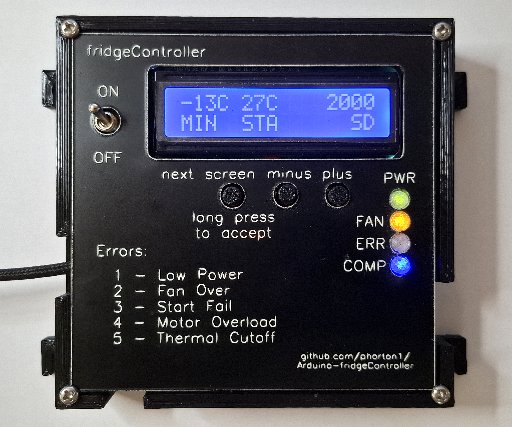 fridgeController
ON
-13C 27C 2000
MIN STA SD
OFF
next screen minus plus
long press
to accept
PWR
FAN
ERR
COMP
Errors:
1 - Low Power
2 - Fan Over
3 - Start Fail
4 - Motor Overload
5 - Thermal Cutoff
github.com/phorton1/
Arduino-fridgeController